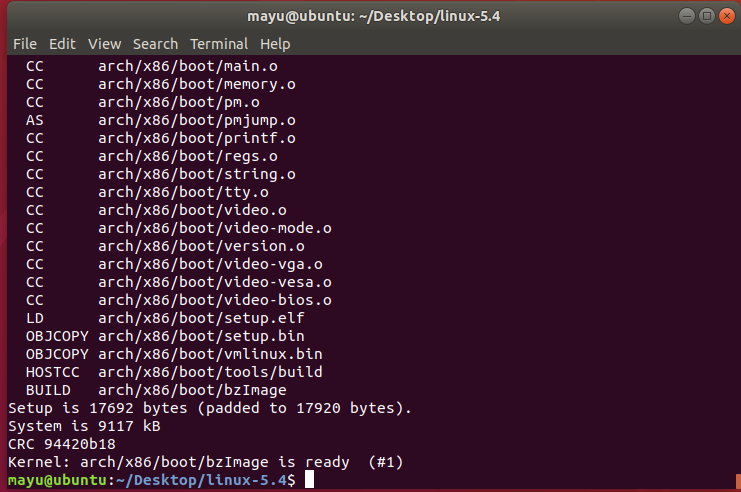 mayu@ubuntu: ~/Desktop/linux-5.4
File Edit View Search Terminal Help
CC arch/x86/boot/main.o
CC arch/x86/boot/memory.o
CC arch/x86/boot/pm.o
AS arch/x86/boot/pmjump.o
CC arch/x86/boot/printf.o
CC arch/x86/boot/regs.o
CC arch/x86/boot/string.o
CC arch/x86/boot/tty.o
CC arch/x86/boot/video.o
CC arch/x86/boot/video-mode.o
CC arch/x86/boot/version.o
CC arch/x86/boot/video-vga.o
CC arch/x86/boot/video-vesa.o
CC arch/x86/boot/video-bios.o
LD arch/x86/boot/setup.elf
OBJCOPY arch/x86/boot/setup.bin
OBJCOPY arch/x86/boot/vmlinux.bin
HOSTCC arch/x86/boot/tools/build
BUILD arch/x86/boot/bzImage
Setup is 17692 bytes (padded to 17920 bytes).
System is 9117 kB
CRC 94420b18
Kernel: arch/x86/boot/bzImage is ready (#1)
mayu@ubuntu:~/Desktop/linux-5.4$